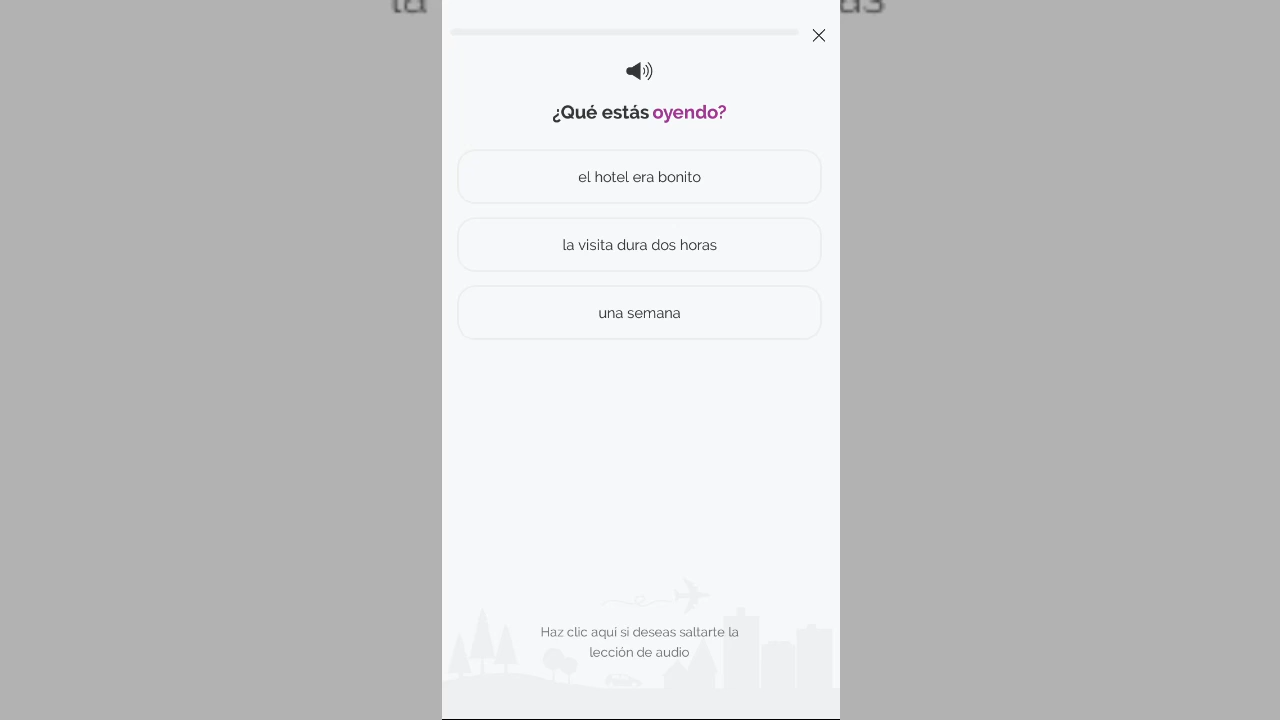 ¿Qué estás oyendo?
el hotel era bonito
la visita dura dos horas
una semana
Haz clic aquí si deseas saltarte la
lección de audio